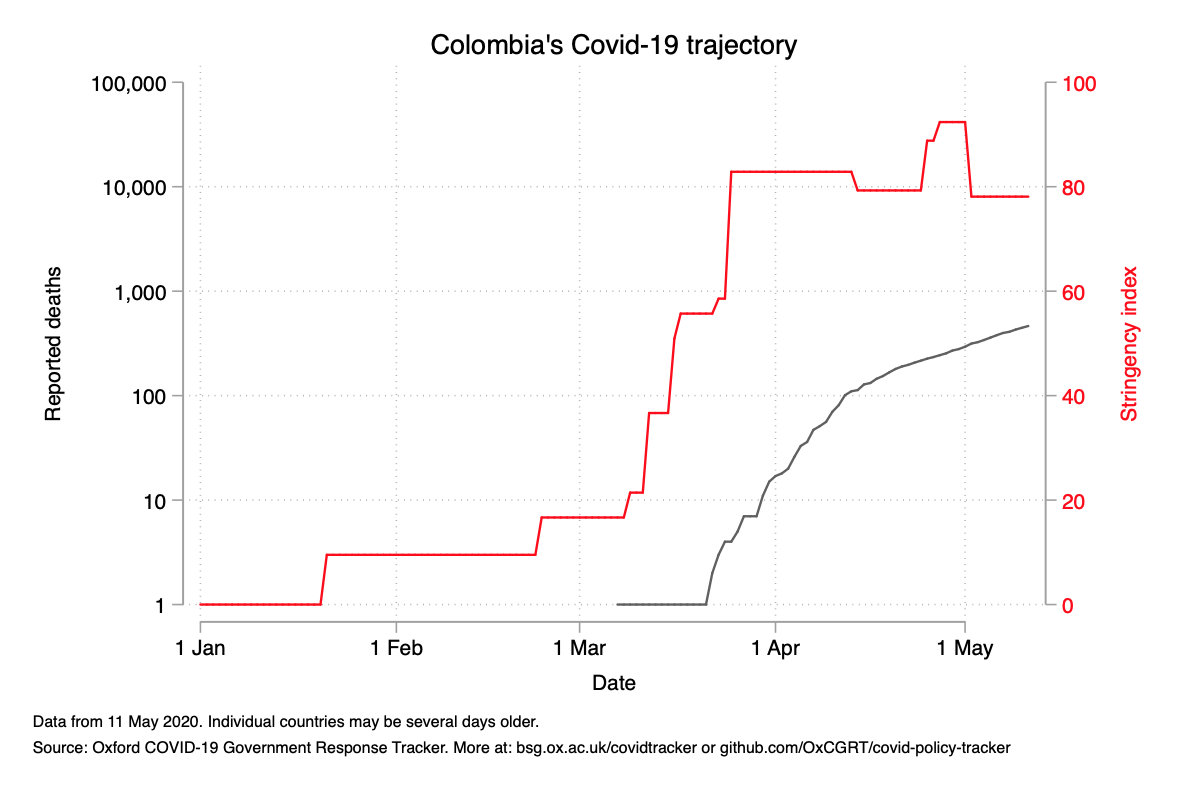 Colombia's Covid-19 trajectory
100,000
10,000
1,000
100
10
1
Reported deaths
100
80
60
40
20
0
Stringency index
1 Jan
1 Feb
1 Mar
1 Apr
1 May
Date
Data from 11 May 2020. Individual countries may be several days older.
Source: Oxford COVID-19 Government Response Tracker. More at: bsg.ox.ac.uk/covidtracker or github.com/OxCGRT/covid-policy-tracker